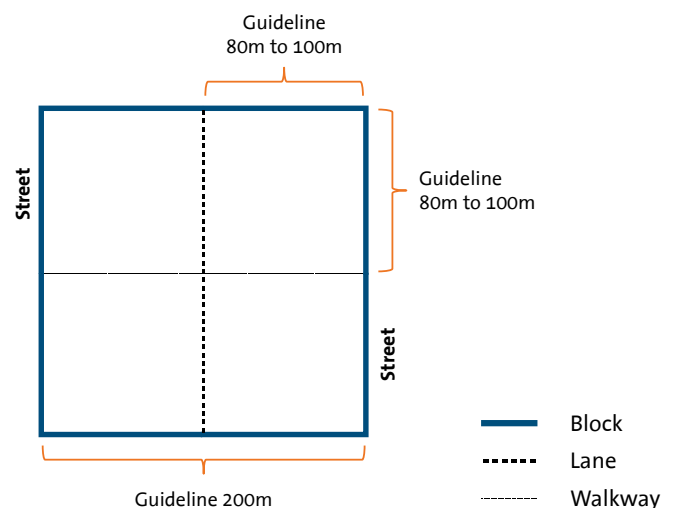 Guideline
80m to 100m
Street
Guideline
80m to 100m
Street
Block
Lane
Guideline 200m
Walkway